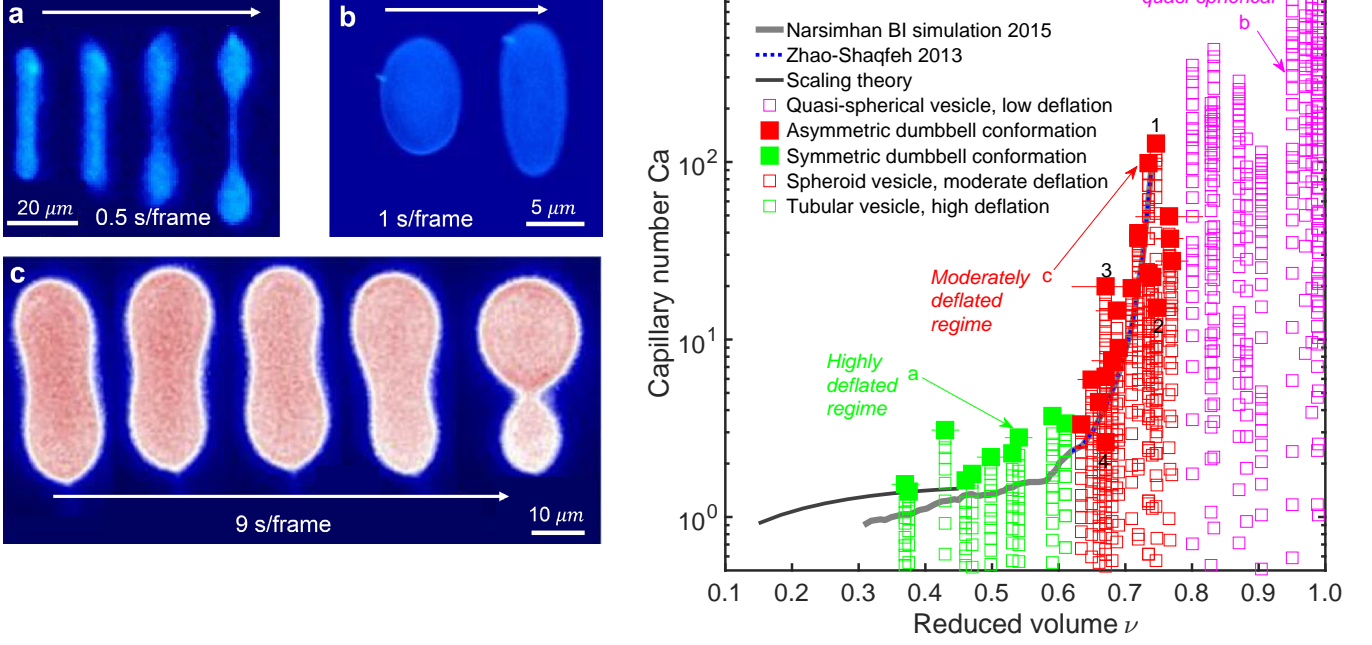 a
20 μm
0.5 s/frame
b
1 s/frame
5 μm
c
9 s/frame
10 μm
quasi-spherical
b
Narsimhan BI simulation 2015
Zhao-Shaqfeh 2013
Scaling theory
Quasi-spherical vesicle, low deflation
Asymmetric dumbbell conformation
Symmetric dumbbell conformation
Spheroid vesicle, moderate deflation
Tubular vesicle, high deflation
1
3
2
4
Moderately c
deflated
regime
Highly a
deflated
regime
Capillary number Ca
10²
10¹
10⁰
0.1 0.2 0.3 0.4 0.5 0.6 0.7 0.8 0.9 1.0
Reduced volume ν